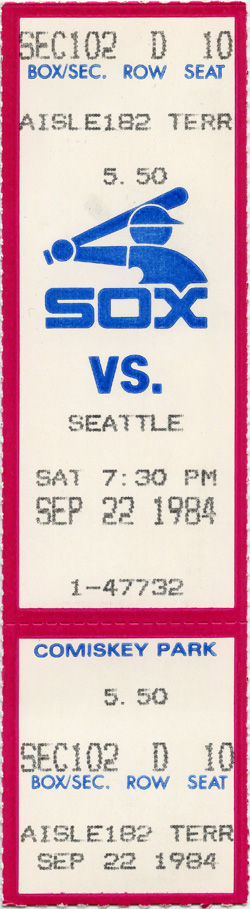 SEC102 D 10
BOX/SEC. ROW SEAT
AISLE182 TERR
5.50
SOX
VS.
SEATTLE
SAT 7:30 PM
SEP 22 1984
1-47732
COMISKEY PARK
5.50
SEC102 D 10
BOX/SEC. ROW SEAT
AISLE182 TERR
SEP 22 1984